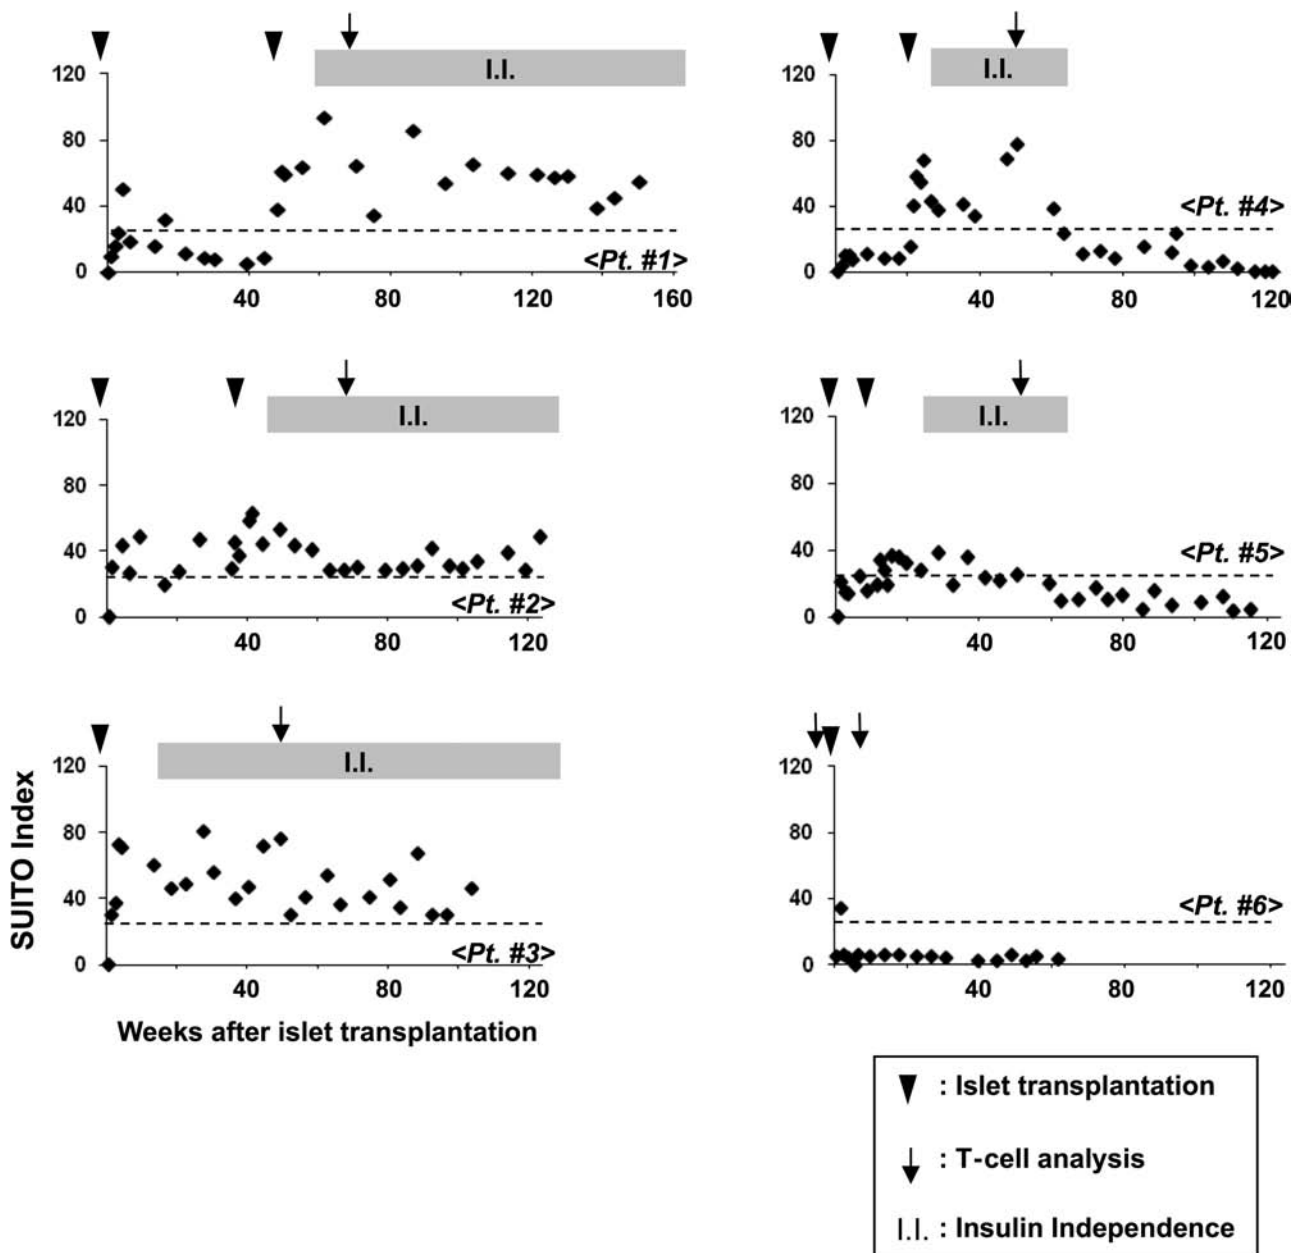 I.I.
120
80
40
0
<Pt. #1>
40 80 120 160
I.I.
120
80
40
0
<Pt. #2>
40 80 120
I.I.
120
80
40
0
<Pt. #3>
40 80 120
SUITO Index
Weeks after islet transplantation
I.I.
120
80
40
0
<Pt. #4>
40 80 120
I.I.
120
80
40
0
<Pt. #5>
40 80 120
120
80
40
0
<Pt. #6>
40 80 120
: Islet transplantation
: T-cell analysis
I.I. : Insulin Independence